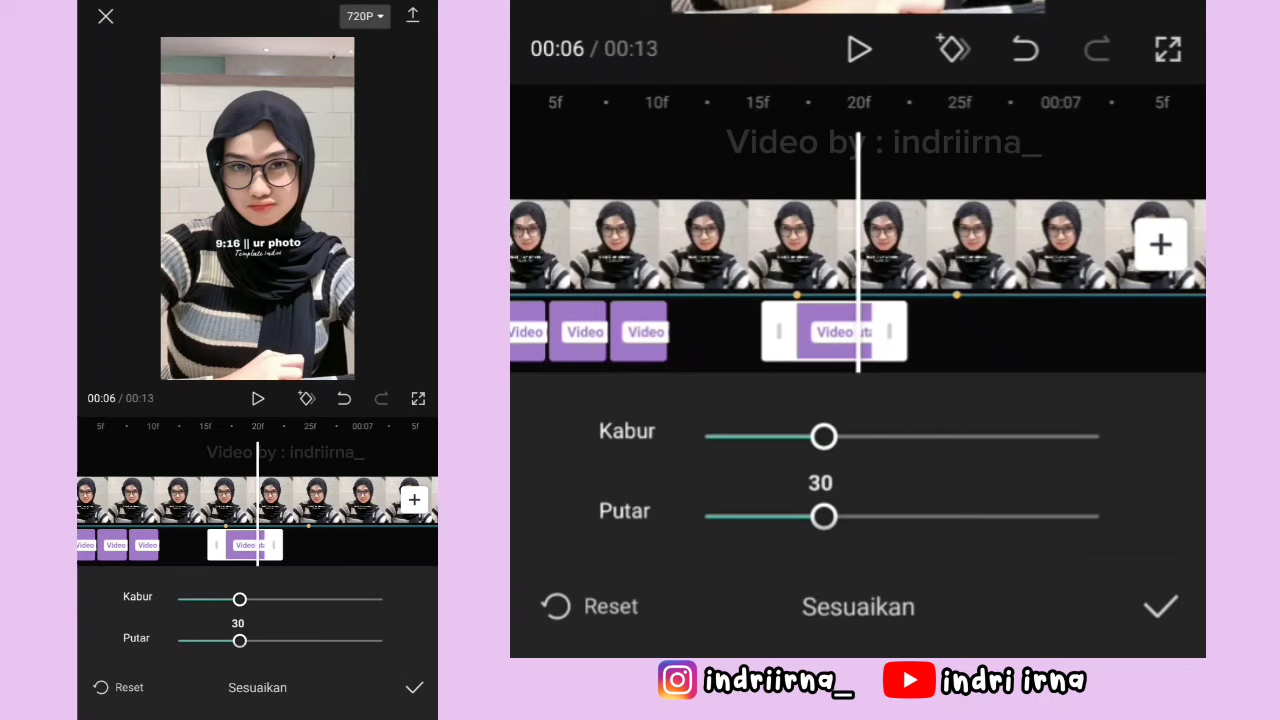 720P
9:16 || ur photo
Template indri
00:06 / 00:13
5f 10f 15f 20f 25f 00:07 5f
Video by : indriirna_
Video Video Video
Kabur
30
Putar
Reset Sesuaikan
00:06 / 00:13
5f 10f 15f 20f 25f 00:07 5f
Video by : indriirna_
Video Video Video Video
Kabur
30
Putar
Reset Sesuaikan
indriirna_ indri irna